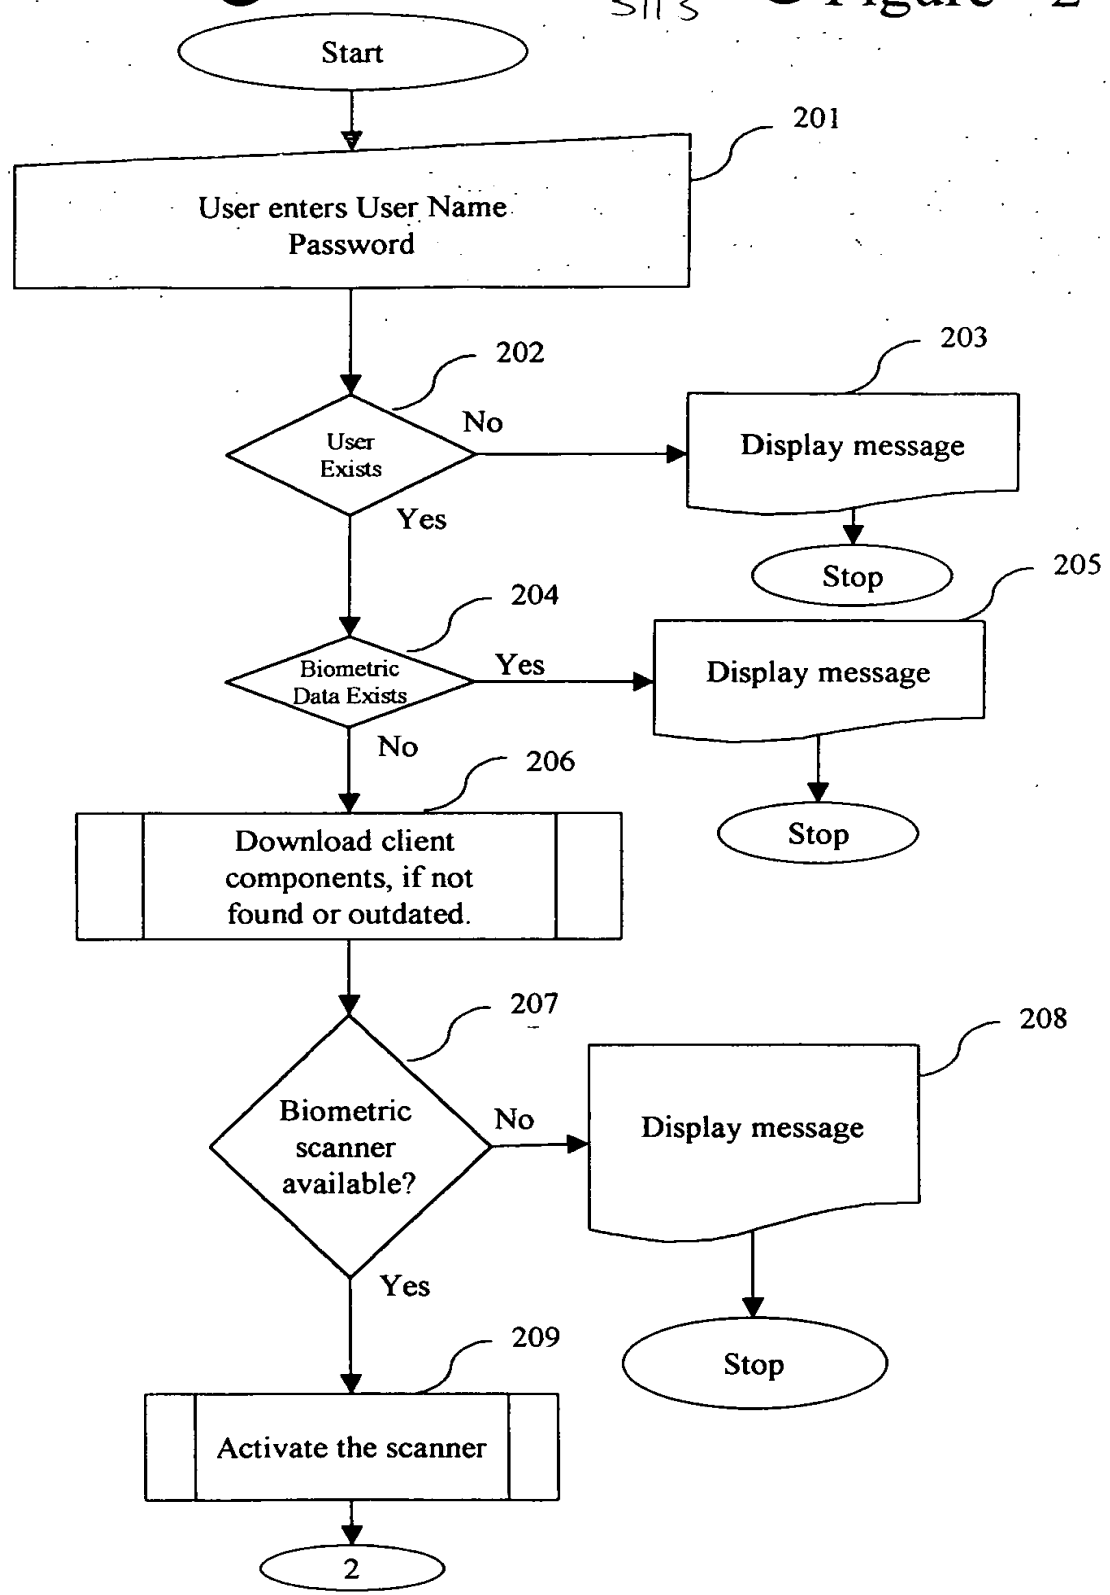 Figure 2
Start
201
User enters User Name
Password
202
203
User
Exists
No
Display message
Yes
Stop
205
204
Biometric
Data Exists
Yes
Display message
No
206
Stop
Download client
components, if not
found or outdated.
207
208
Biometric
scanner
available?
No
Display message
Yes
209
Stop
Activate the scanner
2